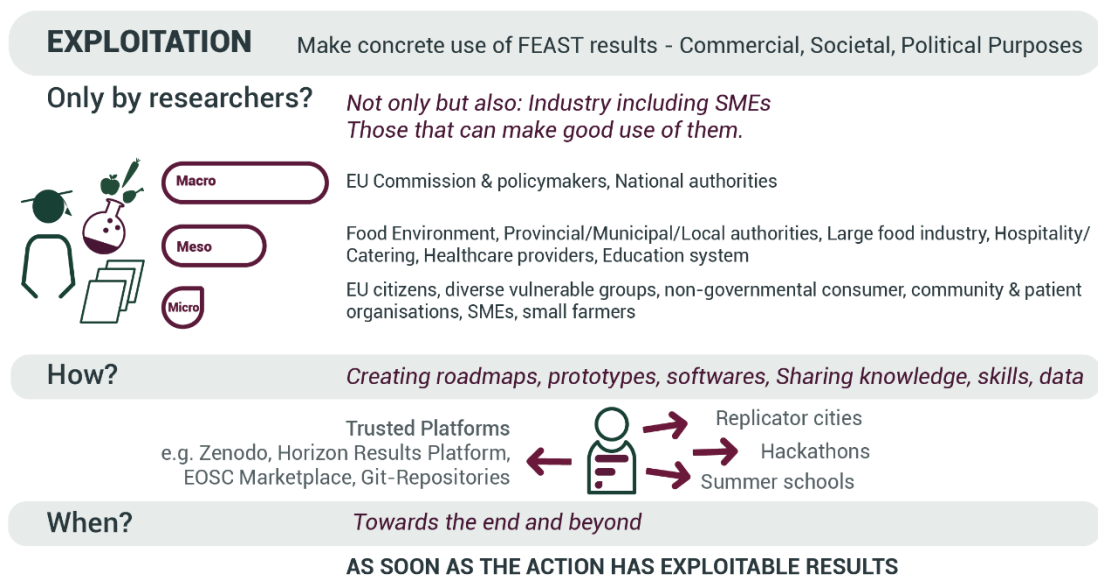 EXPLOITATION Make concrete use of FEAST results - Commercial, Societal, Political Purposes
Only by researchers?
Not only but also: Industry including SMEs
Those that can make good use of them.
Macro
EU Commission & policymakers, National authorities
Meso
Food Environment, Provincial/Municipal/Local authorities, Large food industry, Hospitality/
Catering, Healthcare providers, Education system
Micro
EU citizens, diverse vulnerable groups, non-governmental consumer, community & patient
organisations, SMEs, small farmers
How?
Creating roadmaps, prototypes, softwares, Sharing knowledge, skills, data
Trusted Platforms
e.g. Zenodo, Horizon Results Platform,
EOSC Marketplace, Git-Repositories
Replicator cities
Hackathons
Summer schools
When?
Towards the end and beyond
AS SOON AS THE ACTION HAS EXPLOITABLE RESULTS